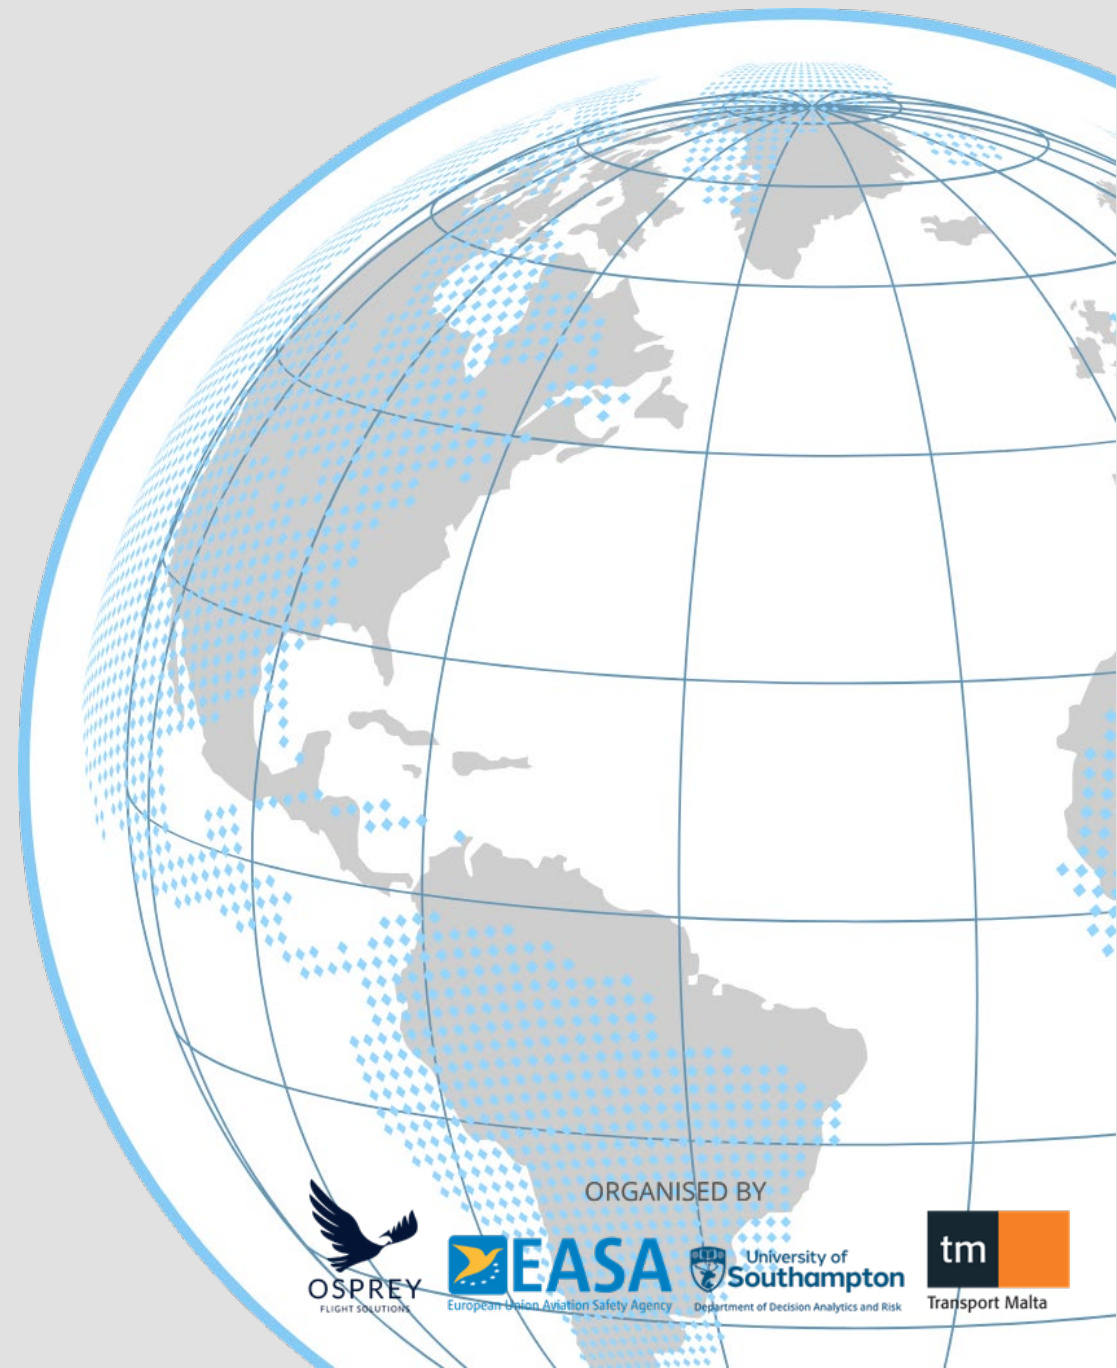 ORGANISED BY
OSPREY
FLIGHT SOLUTIONS
EASA
European Union Aviation Safety Agency
University of
Southampton
Department of Decision Analytics and Risk
tm
Transport Malta